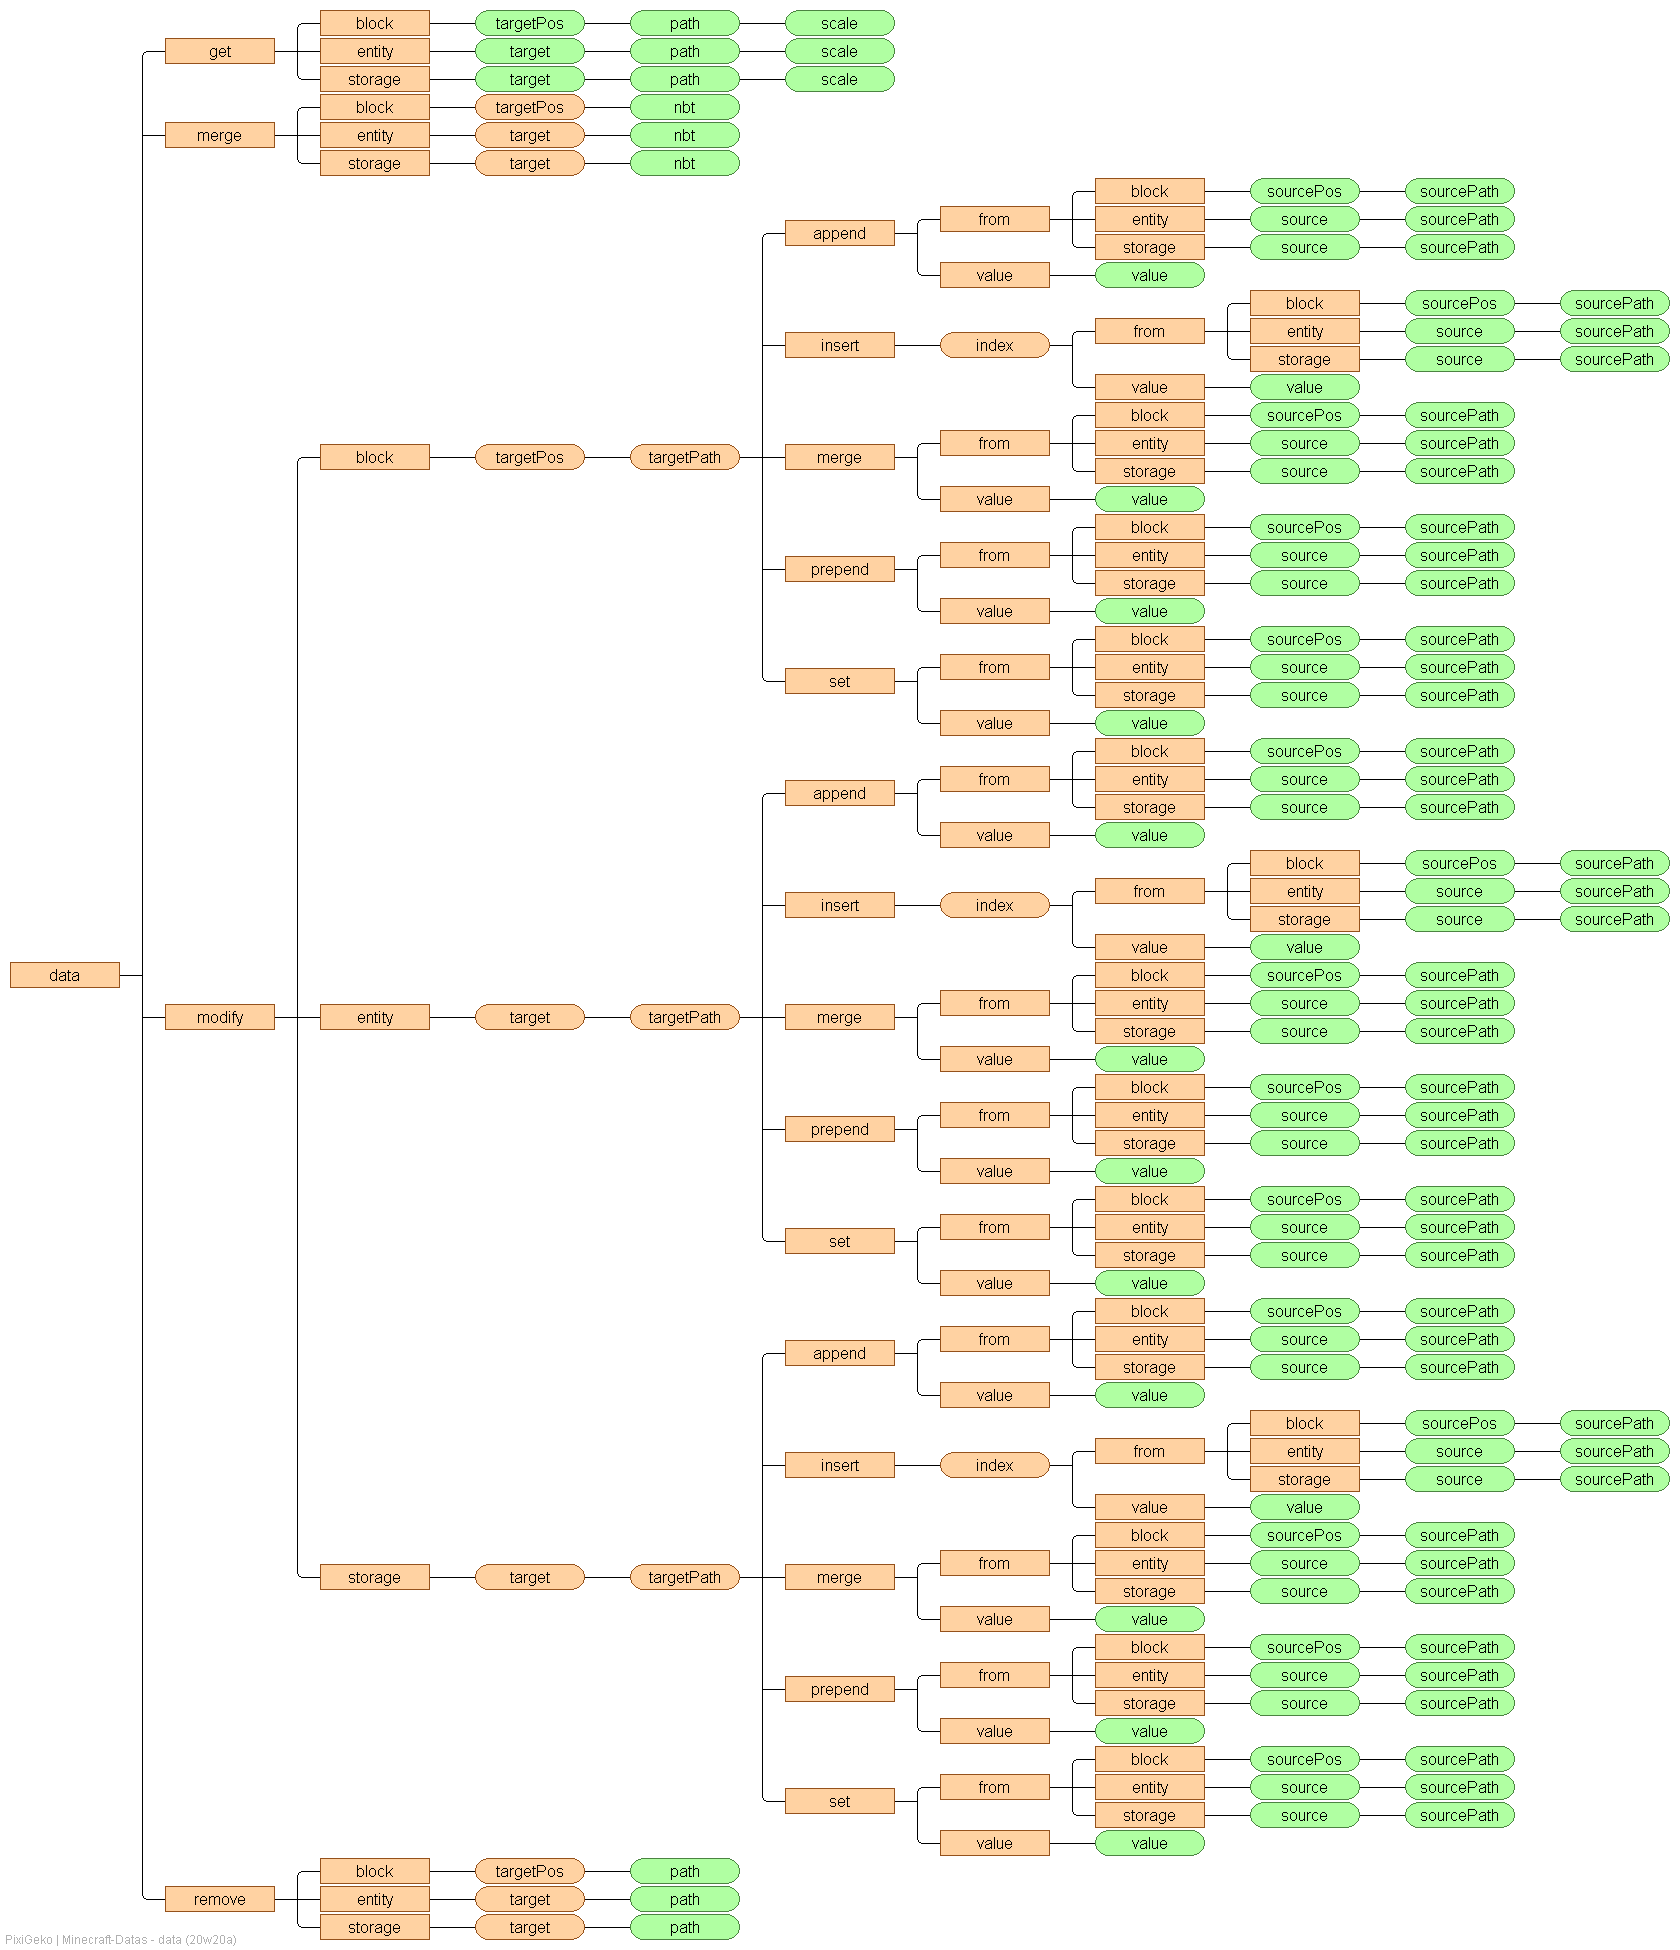 block targetPos path scale
get entity target path scale
storage target path scale
block targetPos nbt
merge entity target nbt
storage target nbt
block sourcePos sourcePath
from entity source sourcePath
append
storage source sourcePath
value value
block sourcePos sourcePath
from entity source sourcePath
insert index
storage source sourcePath
value value
block sourcePos sourcePath
from entity source sourcePath
block targetPos targetPath merge
storage source sourcePath
value value
block sourcePos sourcePath
from entity source sourcePath
prepend
storage source sourcePath
value value
block sourcePos sourcePath
from entity source sourcePath
set
storage source sourcePath
value value
block sourcePos sourcePath
from entity source sourcePath
append
storage source sourcePath
value value
block sourcePos sourcePath
from entity source sourcePath
insert index
storage source sourcePath
value value
data
block sourcePos sourcePath
from entity source sourcePath
modify entity target targetPath merge
storage source sourcePath
value value
block sourcePos sourcePath
from entity source sourcePath
prepend
storage source sourcePath
value value
block sourcePos sourcePath
from entity source sourcePath
set
storage source sourcePath
value value
block sourcePos sourcePath
from entity source sourcePath
append
storage source sourcePath
value value
block sourcePos sourcePath
from entity source sourcePath
insert index
storage source sourcePath
value value
block sourcePos sourcePath
from entity source sourcePath
storage target targetPath merge
storage source sourcePath
value value
block sourcePos sourcePath
from entity source sourcePath
prepend
storage source sourcePath
value value
block sourcePos sourcePath
from entity source sourcePath
set
storage source sourcePath
value value
block targetPos path
remove entity target path
storage target path
PixiGeko | Minecraft-Datas - data (20w20a)